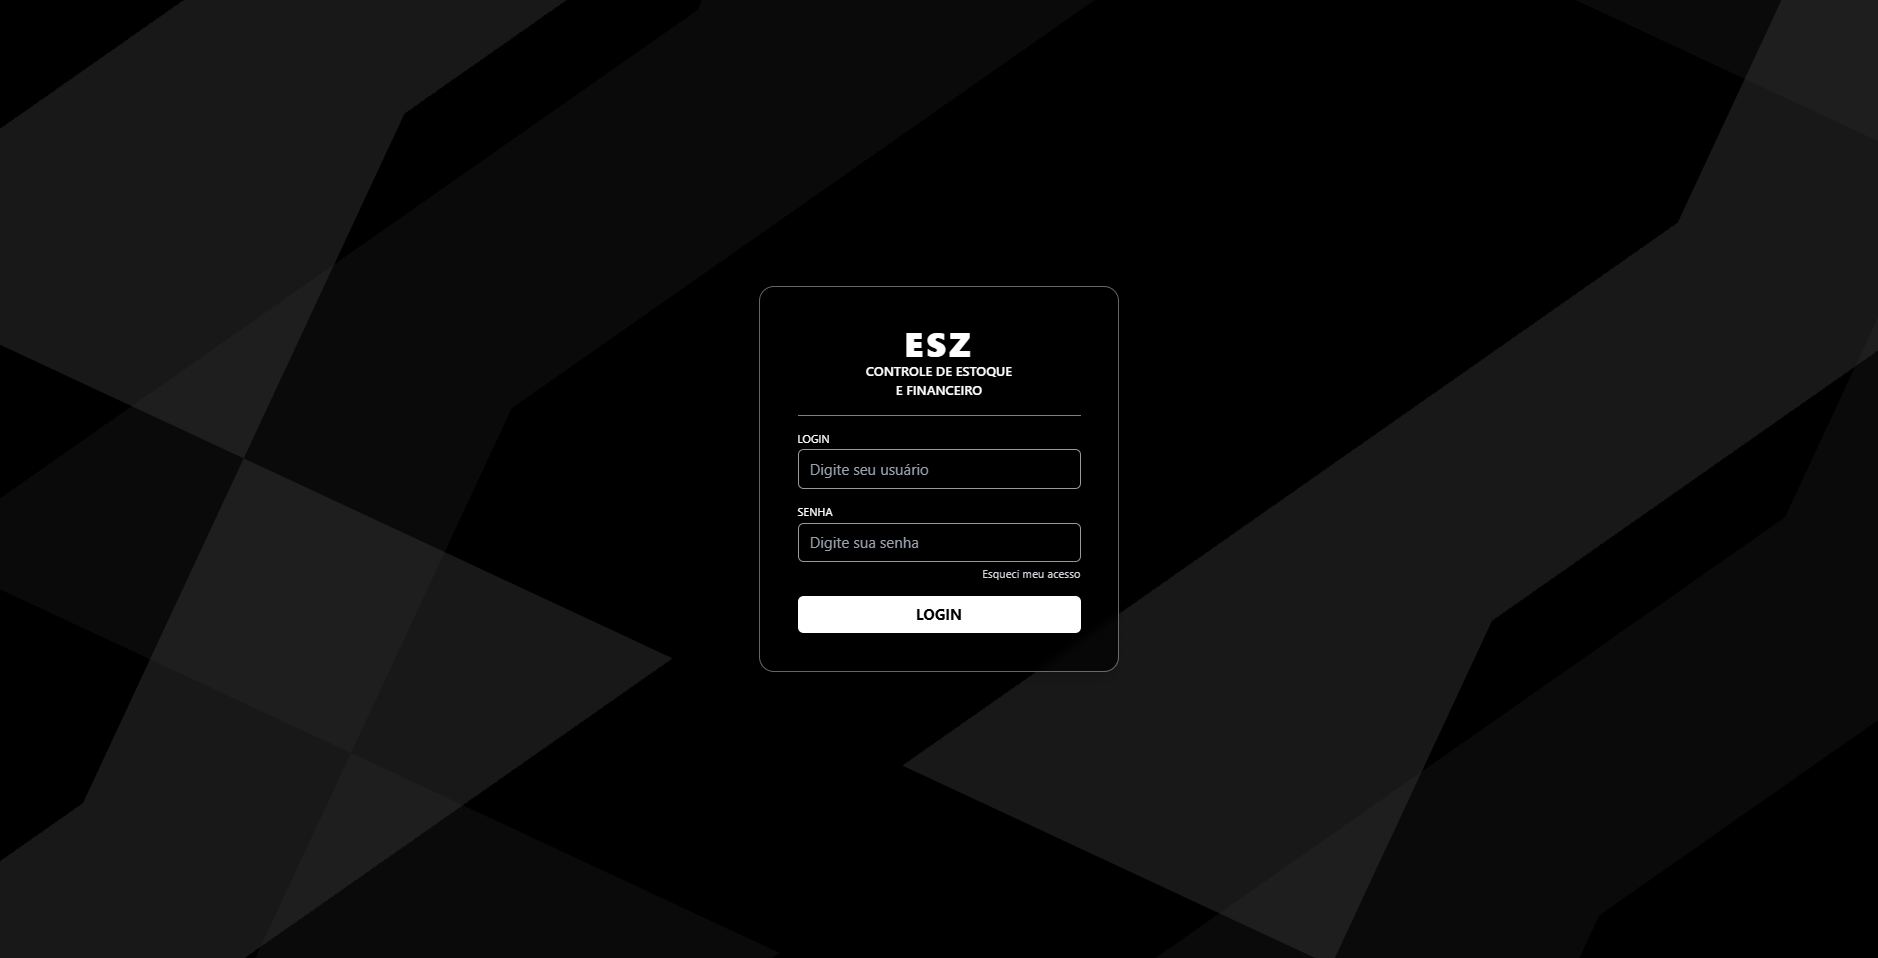 ESZ
CONTROLE DE ESTOQUE
E FINANCEIRO
LOGIN
Digite seu usuário
SENHA
Digite sua senha
Esqueci meu acesso
LOGIN